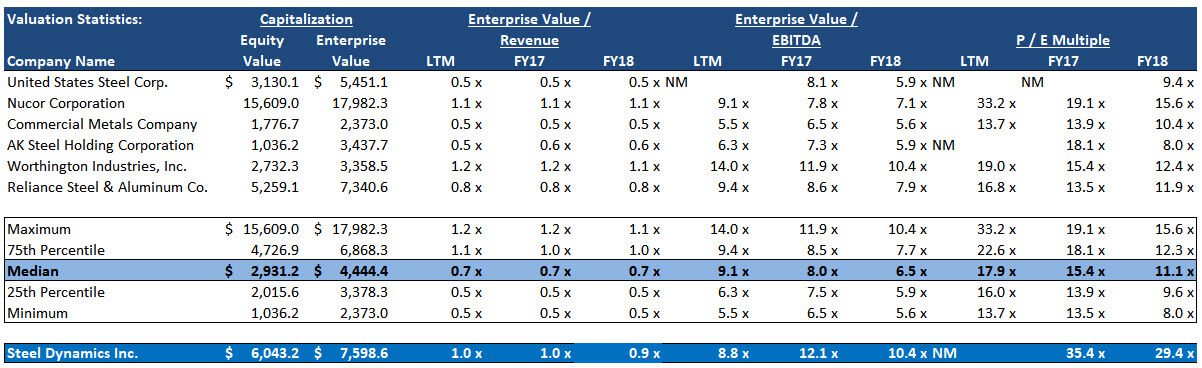 Valuation Statistics: Capitalization Enterprise Value / Enterprise Value /
Equity Enterprise Revenue EBITDA P / E Multiple
Company Name Value Value LTM FY17 FY18 LTM FY17 FY18 LTM FY17 FY18
United States Steel Corp. $ 3,130.1 $ 5,451.1 0.5 x 0.5 x 0.5 x NM 8.1 x 5.9 x NM NM 9.4 x
Nucor Corporation 15,609.0 17,982.3 1.1 x 1.1 x 1.1 x 9.1 x 7.8 x 7.1 x 33.2 x 19.1 x 15.6 x
Commercial Metals Company 1,776.7 2,373.0 0.5 x 0.5 x 0.5 x 5.5 x 6.5 x 5.6 x 13.7 x 13.9 x 10.4 x
AK Steel Holding Corporation 1,036.2 3,437.7 0.5 x 0.6 x 0.6 x 6.3 x 7.3 x 5.9 x NM 18.1 x 8.0 x
Worthington Industries, Inc. 2,732.3 3,358.5 1.2 x 1.2 x 1.1 x 14.0 x 11.9 x 10.4 x 19.0 x 15.4 x 12.4 x
Reliance Steel & Aluminum Co. 5,259.1 7,340.6 0.8 x 0.8 x 0.8 x 9.4 x 8.6 x 7.9 x 16.8 x 13.5 x 11.9 x
Maximum $ 15,609.0 $ 17,982.3 1.2 x 1.2 x 1.1 x 14.0 x 11.9 x 10.4 x 33.2 x 19.1 x 15.6 x
75th Percentile 4,726.9 6,868.3 1.1 x 1.0 x 1.0 x 9.4 x 8.5 x 7.7 x 22.6 x 18.1 x 12.3 x
Median $ 2,931.2 $ 4,444.4 0.7 x 0.7 x 0.7 x 9.1 x 8.0 x 6.5 x 17.9 x 15.4 x 11.1 x
25th Percentile 2,015.6 3,378.3 0.5 x 0.5 x 0.5 x 6.3 x 7.5 x 5.9 x 16.0 x 13.9 x 9.6 x
Minimum 1,036.2 2,373.0 0.5 x 0.5 x 0.5 x 5.5 x 6.5 x 5.6 x 13.7 x 13.5 x 8.0 x
Steel Dynamics Inc. $ 6,043.2 $ 7,598.6 1.0 x 1.0 x 0.9 x 8.8 x 12.1 x 10.4 x NM 35.4 x 29.4 x